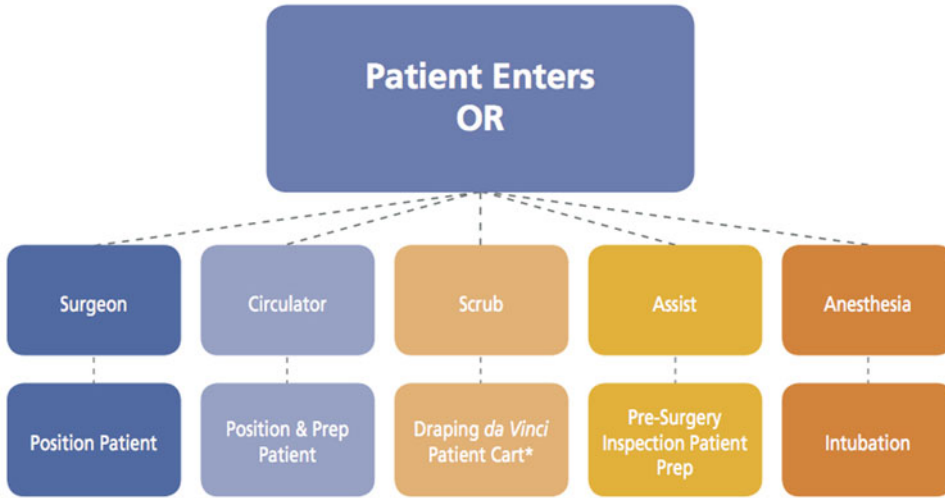 Patient Enters
OR
Surgeon
Circulator
Scrub
Assist
Anesthesia
Position Patient
Position & Prep
Patient
Draping da Vinci
Patient Cart*
Pre-Surgery
Inspection Patient
Prep
Intubation